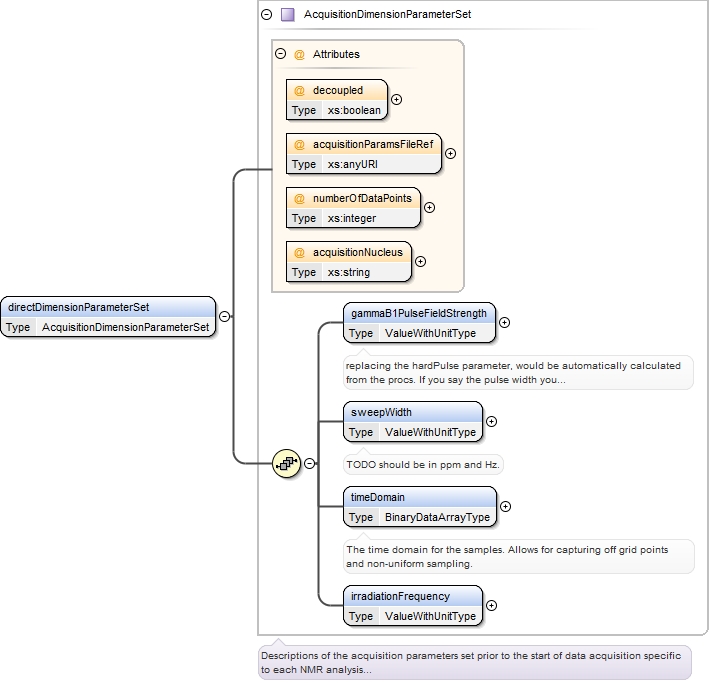 AcquisitionDimensionParameterSet
@ Attributes
@ decoupled
Type xs:boolean
@ acquisitionParamsFileRef
Type xs:anyURI
@ numberOfDataPoints
Type xs:integer
@ acquisitionNucleus
Type xs:string
directDimensionParameterSet
Type AcquisitionDimensionParameterSet
gammaB1PulseFieldStrength
Type ValueWithUnitType
replacing the hardPulse parameter, would be automatically calculated
from the procs. If you say the pulse width you...
sweepWidth
Type ValueWithUnitType
TODO should be in ppm and Hz.
timeDomain
Type BinaryDataArrayType
The time domain for the samples. Allows for capturing off grid points
and non-uniform sampling.
irradiationFrequency
Type ValueWithUnitType
Descriptions of the acquisition parameters set prior to the start of data acquisition specific
to each NMR analysis...